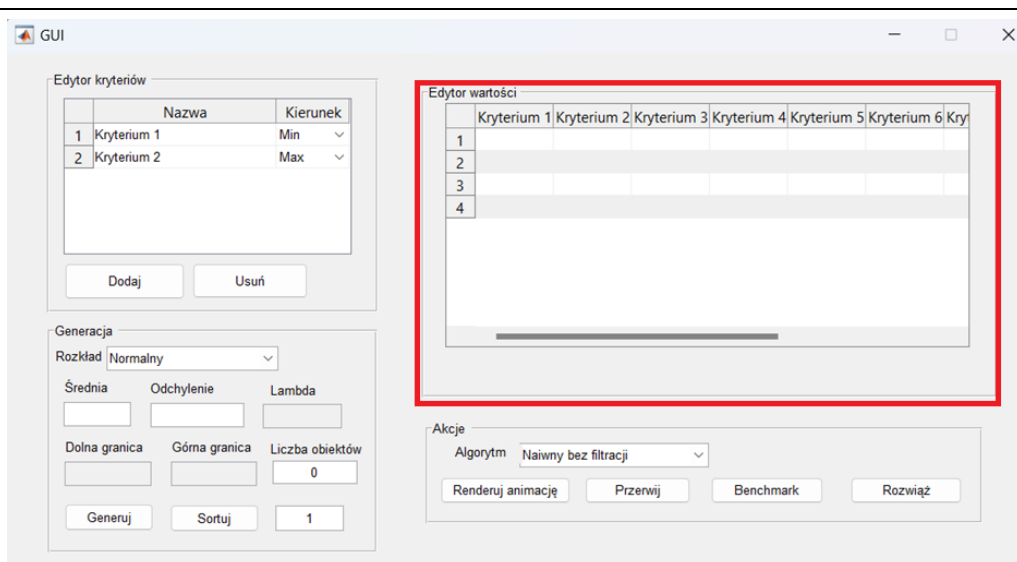 GUI
Edytor kryteriów
Nazwa Kierunek
1 Kryterium 1 Min
2 Kryterium 2 Max
Dodaj Usuń
Edytor wartości
Kryterium 1 Kryterium 2 Kryterium 3 Kryterium 4 Kryterium 5 Kryterium 6 Kry
1
2
3
4
Generacja
Rozkład Normalny
Średnia Odchylenie Lambda
Dolna granica Górna granica Liczba obiektów
0
Generuj Sortuj 1
Akcje
Algorytm Naiwny bez filtracji
Renderuj animację Przerwij Benchmark Rozwiąż